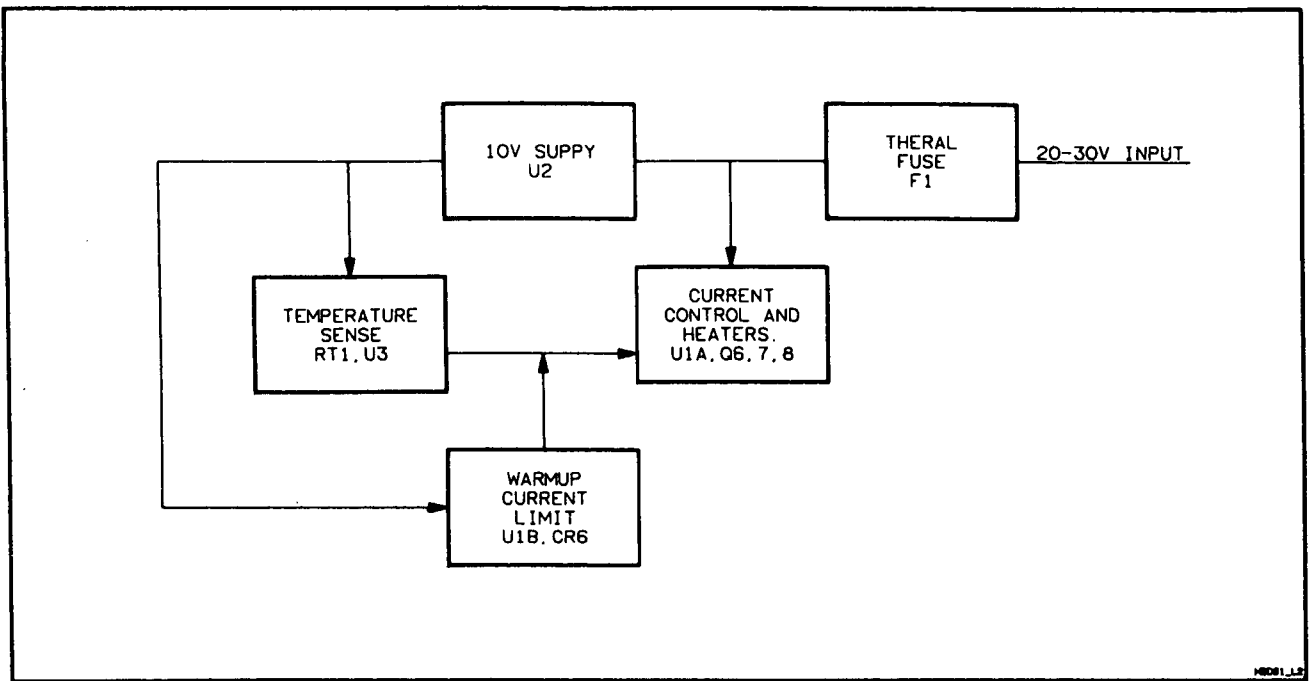 10V SUPPY
U2
THERAL
FUSE
F1
20-30V INPUT
TEMPERATURE
SENSE
RT1, U3
CURRENT
CONTROL AND
HEATERS.
U1A, Q6, 7, 8
WARMUP
CURRENT
LIMIT
U1B, CR6